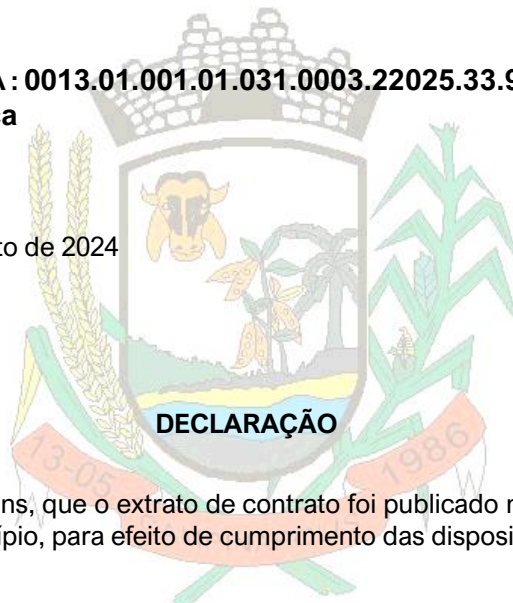 A : 0013.01.001.01.031.0003.22025.33.9
ca
to de 2024
DECLARAÇÃO
13-05
1986
ns, que o extrato de contrato foi publicado n
ípio, para efeito de cumprimento das disposi